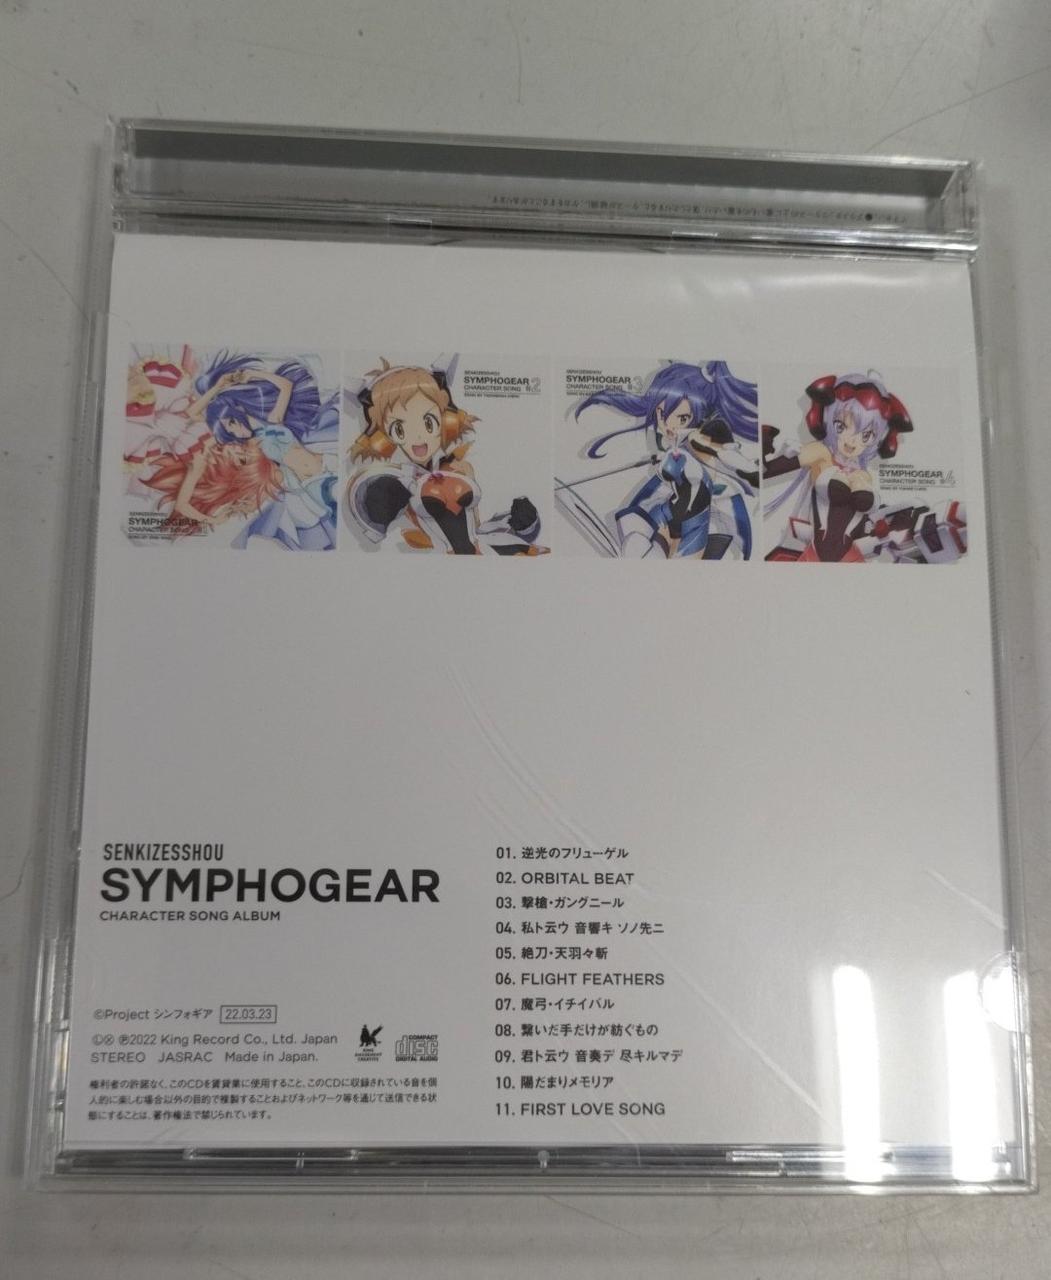 SENKIZESSHOU
SYMPHOGEAR
CHARACTER SONG
SENKIZESSHOU
SYMPHOGEAR
CHARACTER SONG #2
SENKIZESSHOU
SYMPHOGEAR
CHARACTER SONG #3
SENKIZESSHOU
SYMPHOGEAR
CHARACTER SONG #4
SENKIZESSHOU
SYMPHOGEAR
CHARACTER SONG ALBUM
©Project シンフォギア 22.03.23
℗2022 King Record Co., Ltd. Japan
STEREO JASRAC Made in Japan.
KING AMUSEMENT CREATIVE
COMPACT disc DIGITAL AUDIO
権利者の許諾なく、このCDを賃貸業に使用すること、このCDに収録されている音を個
人的に楽しむ場合以外の目的で複製することおよびネットワーク等を通じて送信できる状
態にすることは、著作権法で禁じられています。
01. 逆光のフリューゲル
02. ORBITAL BEAT
03. 撃槍・ガングニール
04. 私ト云ウ 音響キ ソノ先ニ
05. 絶刀・天羽々斬
06. FLIGHT FEATHERS
07. 魔弓・イチイバル
08. 繋いだ手だけが紡ぐもの
09. 君ト云ウ 音奏デ 尽キルマデ
10. 陽だまりメモリア
11. FIRST LOVE SONG